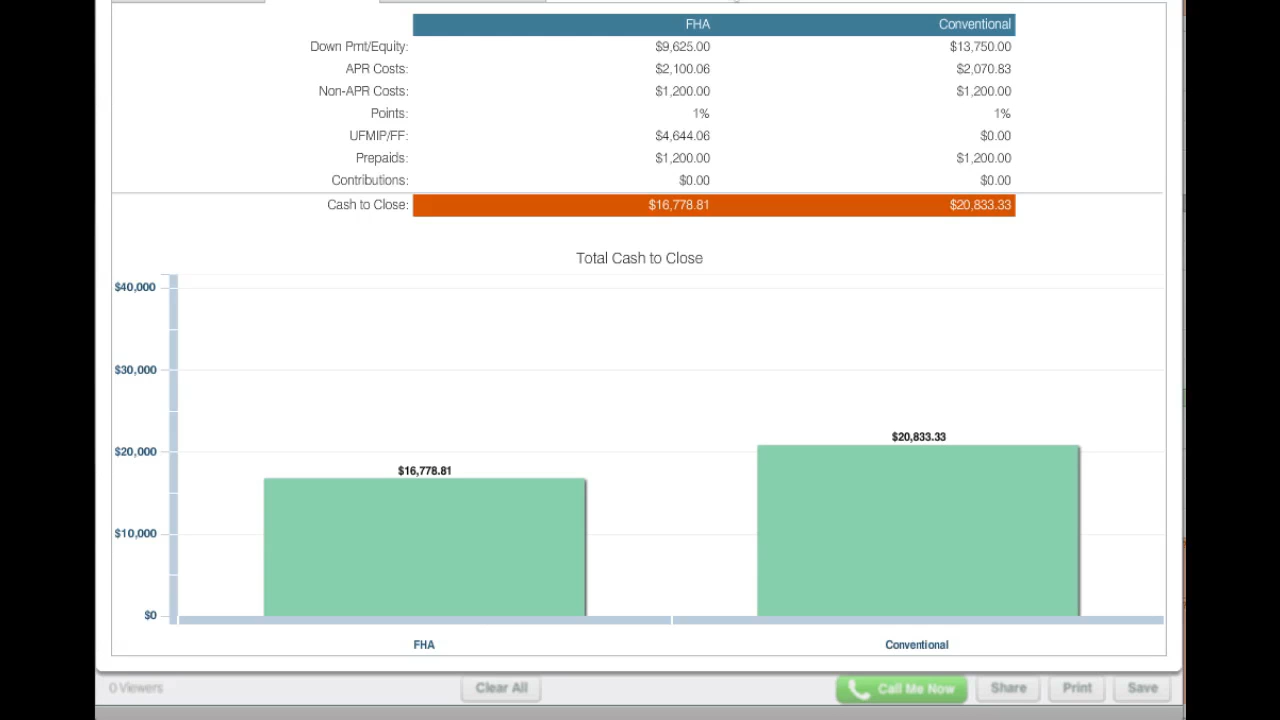 FHA Conventional
Down Pmt/Equity: $9,625.00 $13,750.00
APR Costs: $2,100.06 $2,070.83
Non-APR Costs: $1,200.00 $1,200.00
Points: 1% 1%
UFMIP/FF: $4,644.06 $0.00
Prepaids: $1,200.00 $1,200.00
Contributions: $0.00 $0.00
Cash to Close: $16,778.81 $20,833.33
Total Cash to Close
$40,000
$30,000
$20,833.33
$20,000
$16,778.81
$10,000
$0
FHA Conventional
0 Viewers Clear All Call Me Now Share Print Save